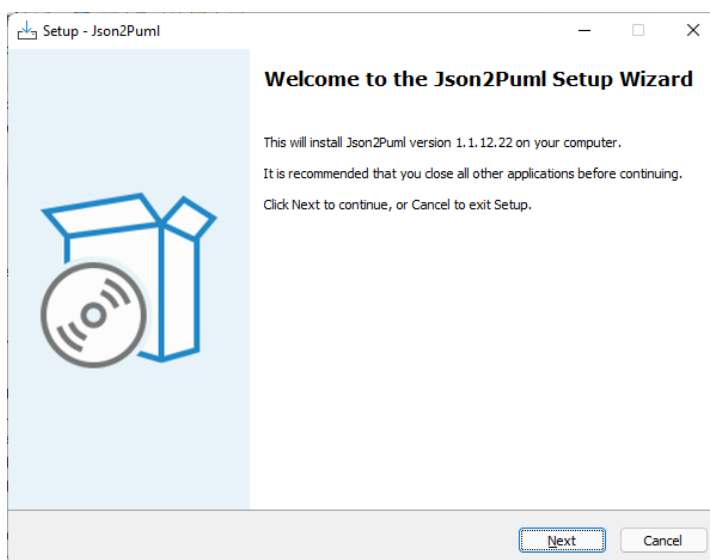 Setup - Json2Puml
Welcome to the Json2Puml Setup Wizard
This will install Json2Puml version 1.1.12.22 on your computer.
It is recommended that you close all other applications before continuing.
Click Next to continue, or Cancel to exit Setup.
Next
Cancel